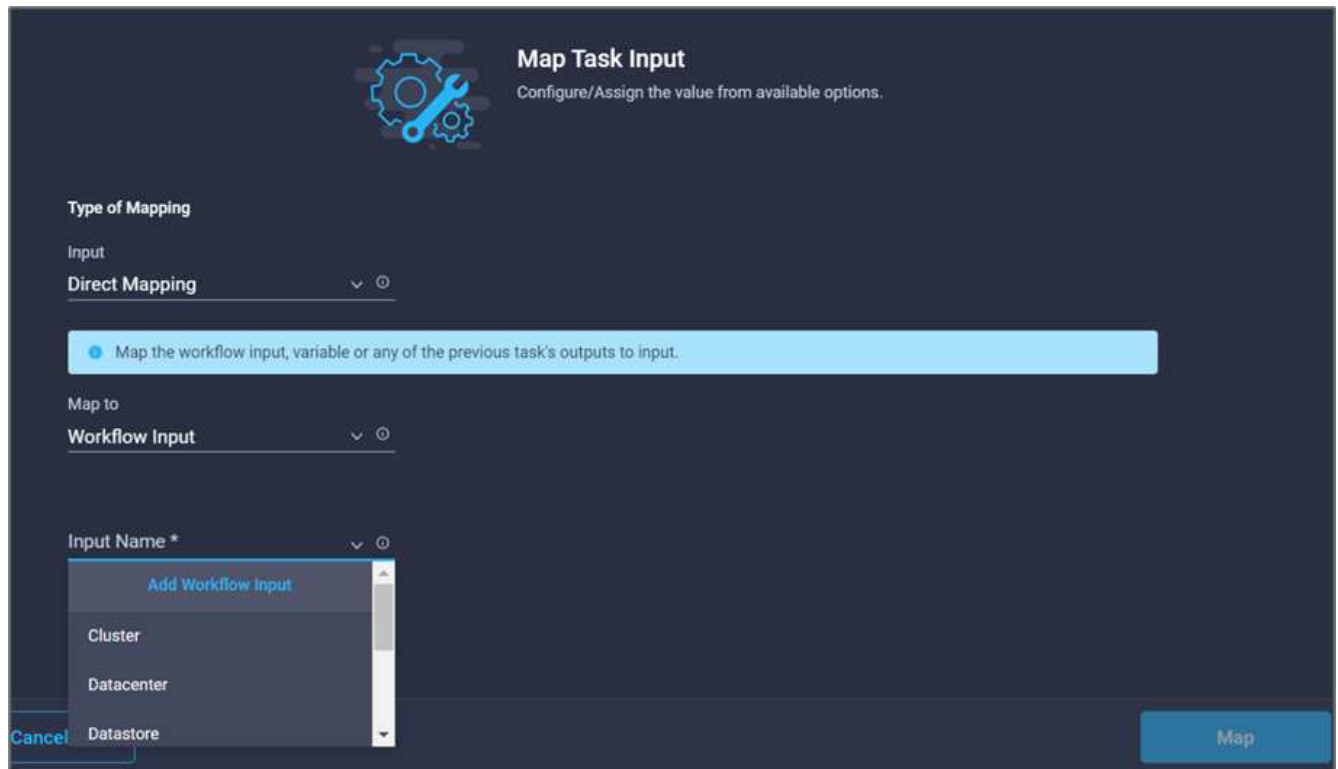 Map Task Input
Configure/Assign the value from available options.
Type of Mapping
Input
Direct Mapping
Map the workflow input, variable or any of the previous task's outputs to input.
Map to
Workflow Input
Input Name *
Add Workflow Input
Cluster
Datacenter
Datastore
Cancel
Map